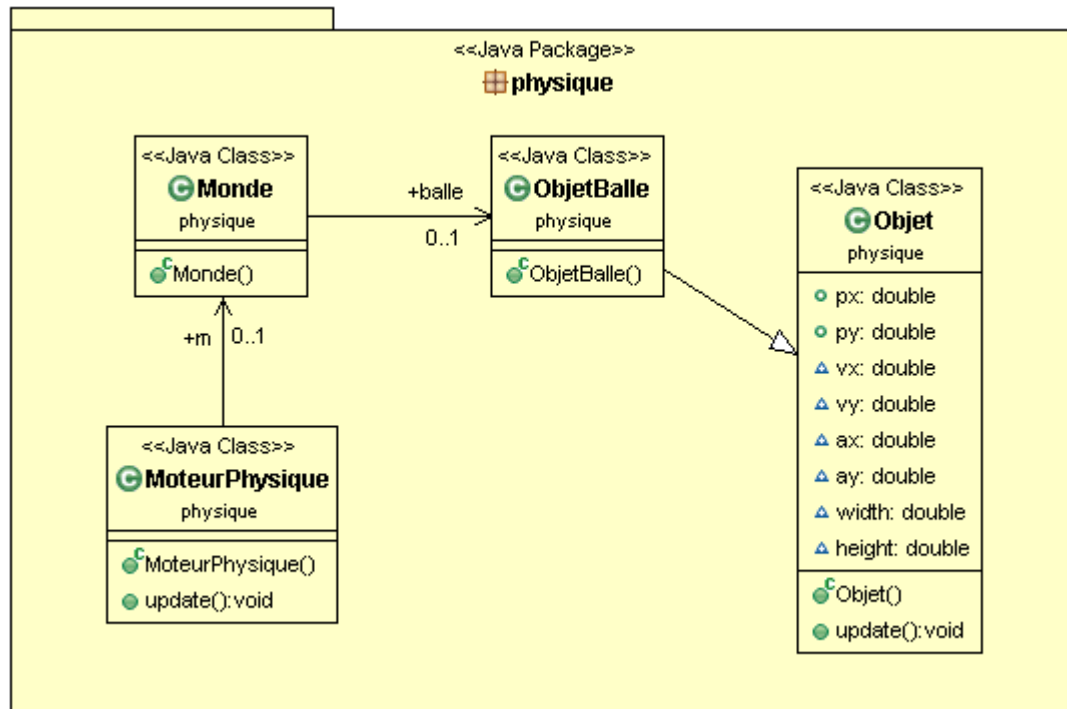 <<Java Package>>
physique
<<Java Class>>
Monde
physique
Monde()
+balle
0..1
<<Java Class>>
ObjetBalle
physique
ObjetBalle()
<<Java Class>>
Objet
physique
px: double
py: double
vx: double
vy: double
ax: double
ay: double
width: double
height: double
Objet()
update():void
+m 0..1
<<Java Class>>
MoteurPhysique
physique
MoteurPhysique()
update():void